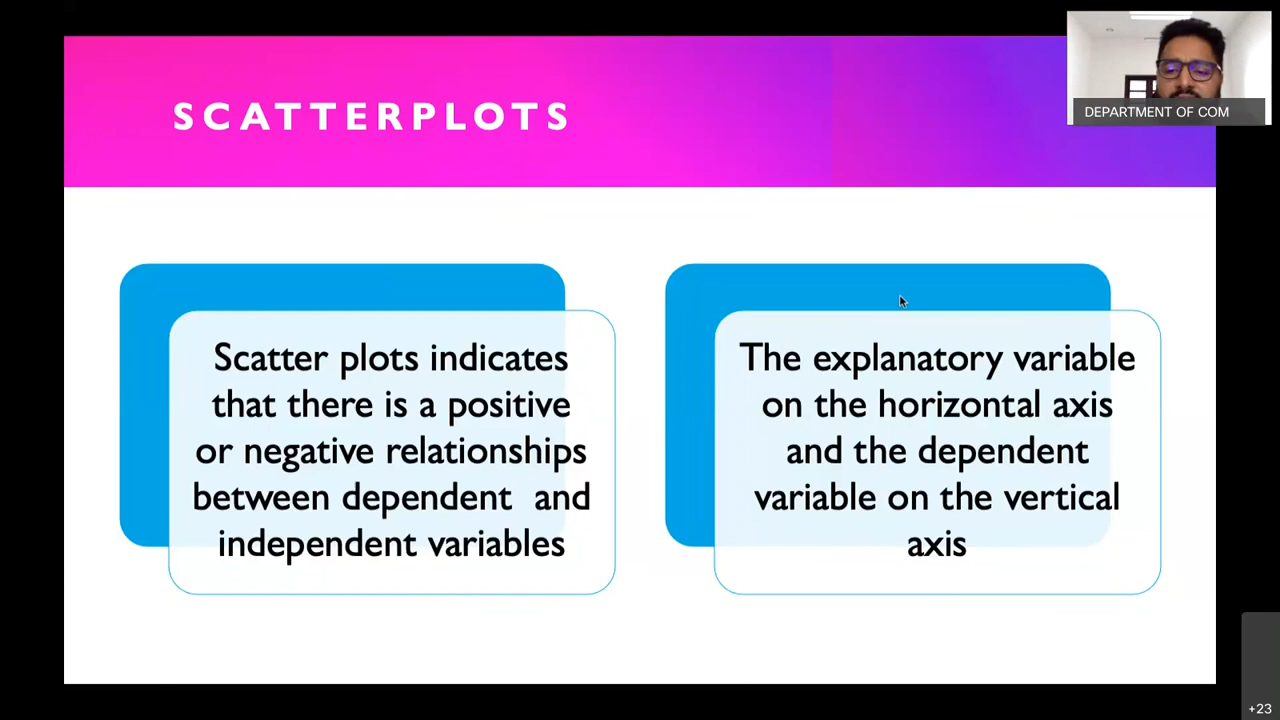 SCATTERPLOTS
DEPARTMENT OF COM
Scatter plots indicates
that there is a positive
or negative relationships
between dependent and
independent variables
The explanatory variable
on the horizontal axis
and the dependent
variable on the vertical
axis
+23